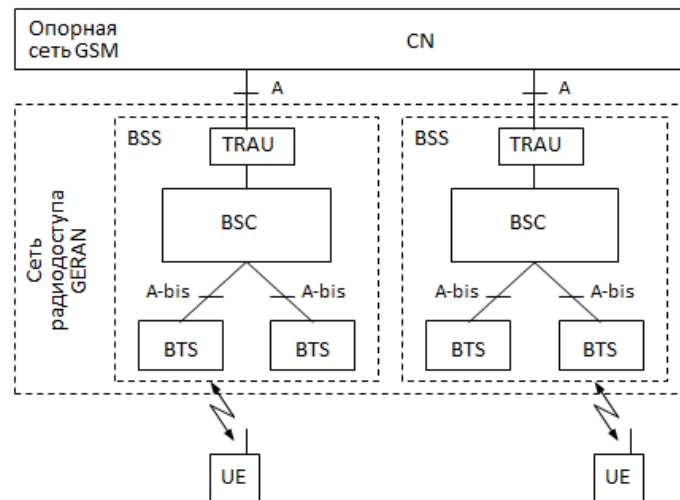 Опорная
сеть GSM
CN
A
A
BSS
TRAU
BSS
TRAU
BSC
BSC
Сеть
радиодоступа
GERAN
A-bis
A-bis
A-bis
A-bis
BTS
BTS
BTS
BTS
UE
UE